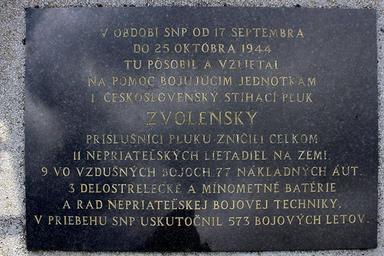 V OBDOBÍ SNP OD 17 SEPTEMBRA
DO 25 OKTÓBRA 1944
TU PÔSOBIL A VZLIETAL
NA POMOC BOJUJÚCIM JEDNOTKÁM
I ČESKOSLOVENSKÝ STÍHACÍ PLUK
ZVOLENSKÝ
PRÍSLUŠNÍCI PLUKU ZNIČILI CELKOM
11 NEPRIATEĽSKÝCH LIETADIEL NA ZEMI.
9 VO VZDUŠNÝCH BOJOCH 77 NÁKLADNÝCH ÁUT.
3 DELOSTRELECKÉ A MÍNOMETNÉ BATÉRIE
A RAD NEPRIATEĽSKEJ BOJOVEJ TECHNIKY.
V PRIEBEHU SNP USKUTOČNIL 573 BOJOVÝCH LETOV.